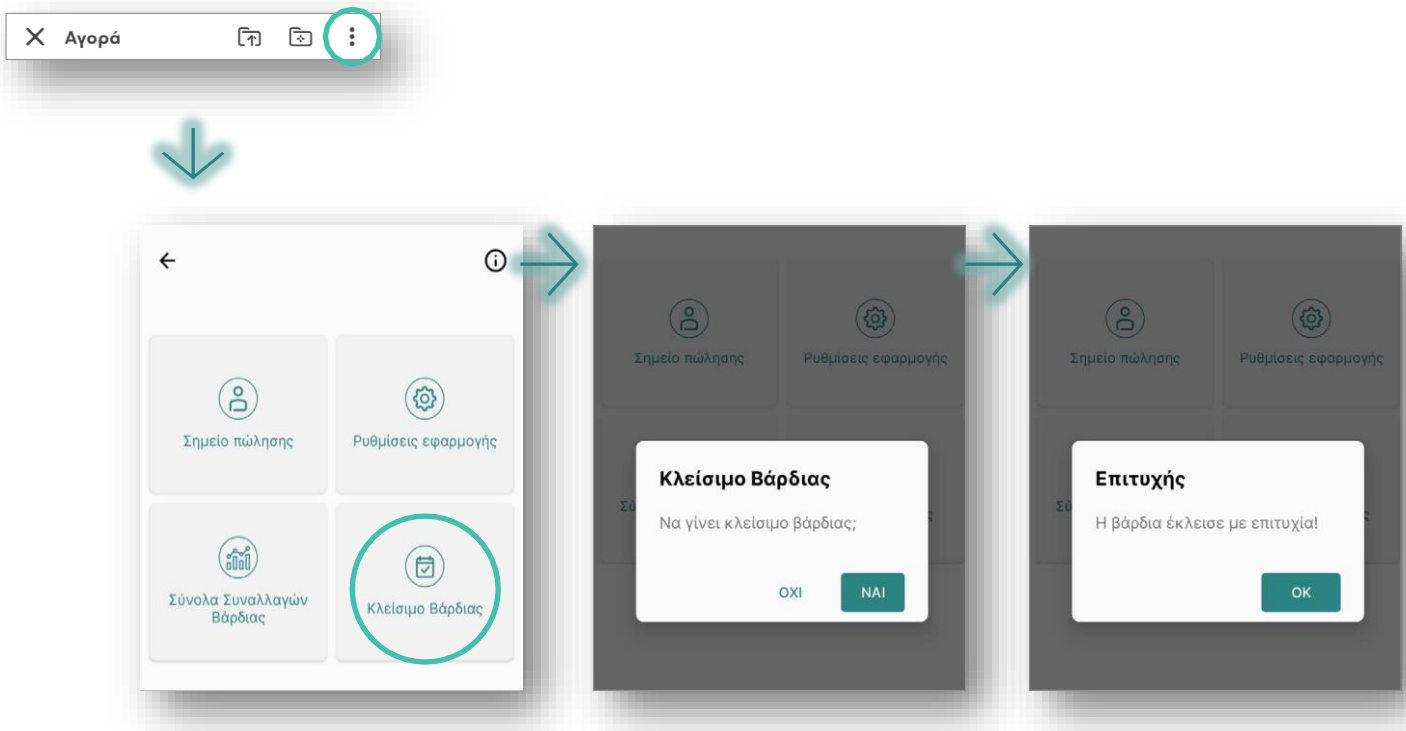 Αγορά
Σημείο πώλησης
Ρυθμίσεις εφαρμογής
Σύνολα Συναλλαγών
Βάρδιας
Κλείσιμο Βάρδιας
Σημείο πώλησης
Ρυθμίσεις εφαρμογής
Κλείσιμο Βάρδιας
Να γίνει κλείσιμο βάρδιας;
ΟΧΙ
ΝΑΙ
Σημείο πώλησης
Ρυθμίσεις εφαρμογής
Επιτυχής
Η βάρδια έκλεισε με επιτυχία!
OK